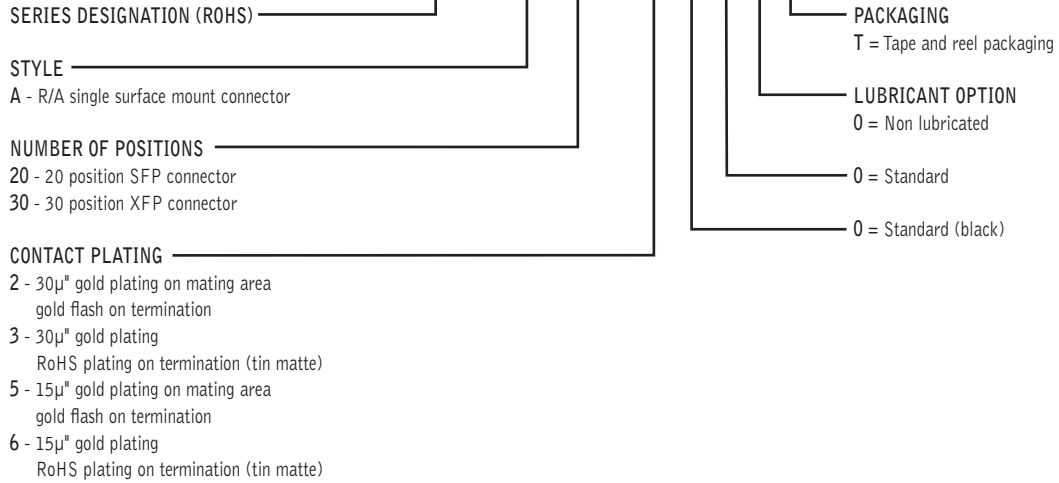 SERIES DESIGNATION (ROHS)
STYLE
A - R/A single surface mount connector
NUMBER OF POSITIONS
20 - 20 position SFP connector
30 - 30 position XFP connector
CONTACT PLATING
2 - 30µ" gold plating on mating area
gold flash on termination
3 - 30µ" gold plating
RoHS plating on termination (tin matte)
5 - 15µ" gold plating on mating area
gold flash on termination
6 - 15µ" gold plating
RoHS plating on termination (tin matte)
PACKAGING
T = Tape and reel packaging
LUBRICANT OPTION
0 = Non lubricated
0 = Standard
0 = Standard (black)